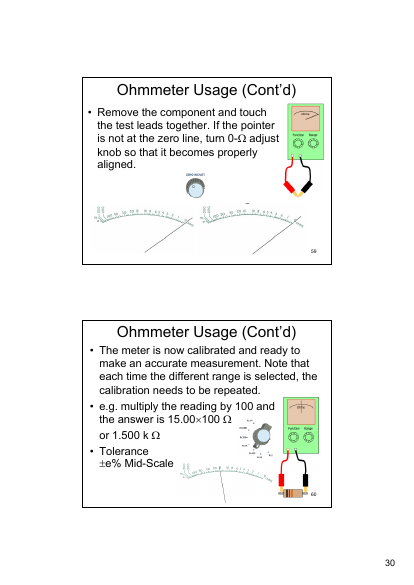 Ohmmeter Usage (Cont'd)
• Remove the component and touch
the test leads together. If the pointer
is not at the zero line, turn 0-Ω adjust
knob so that it becomes properly
aligned.
Function Range
ZERO ADJUST
59
Ohmmeter Usage (Cont'd)
• The meter is now calibrated and ready to
make an accurate measurement. Note that
each time the different range is selected, the
calibration needs to be repeated.
• e.g. multiply the reading by 100 and
the answer is 15.00×100 Ω
or 1.500 k Ω
• Tolerance
±e% Mid-Scale
Function Range
60
30